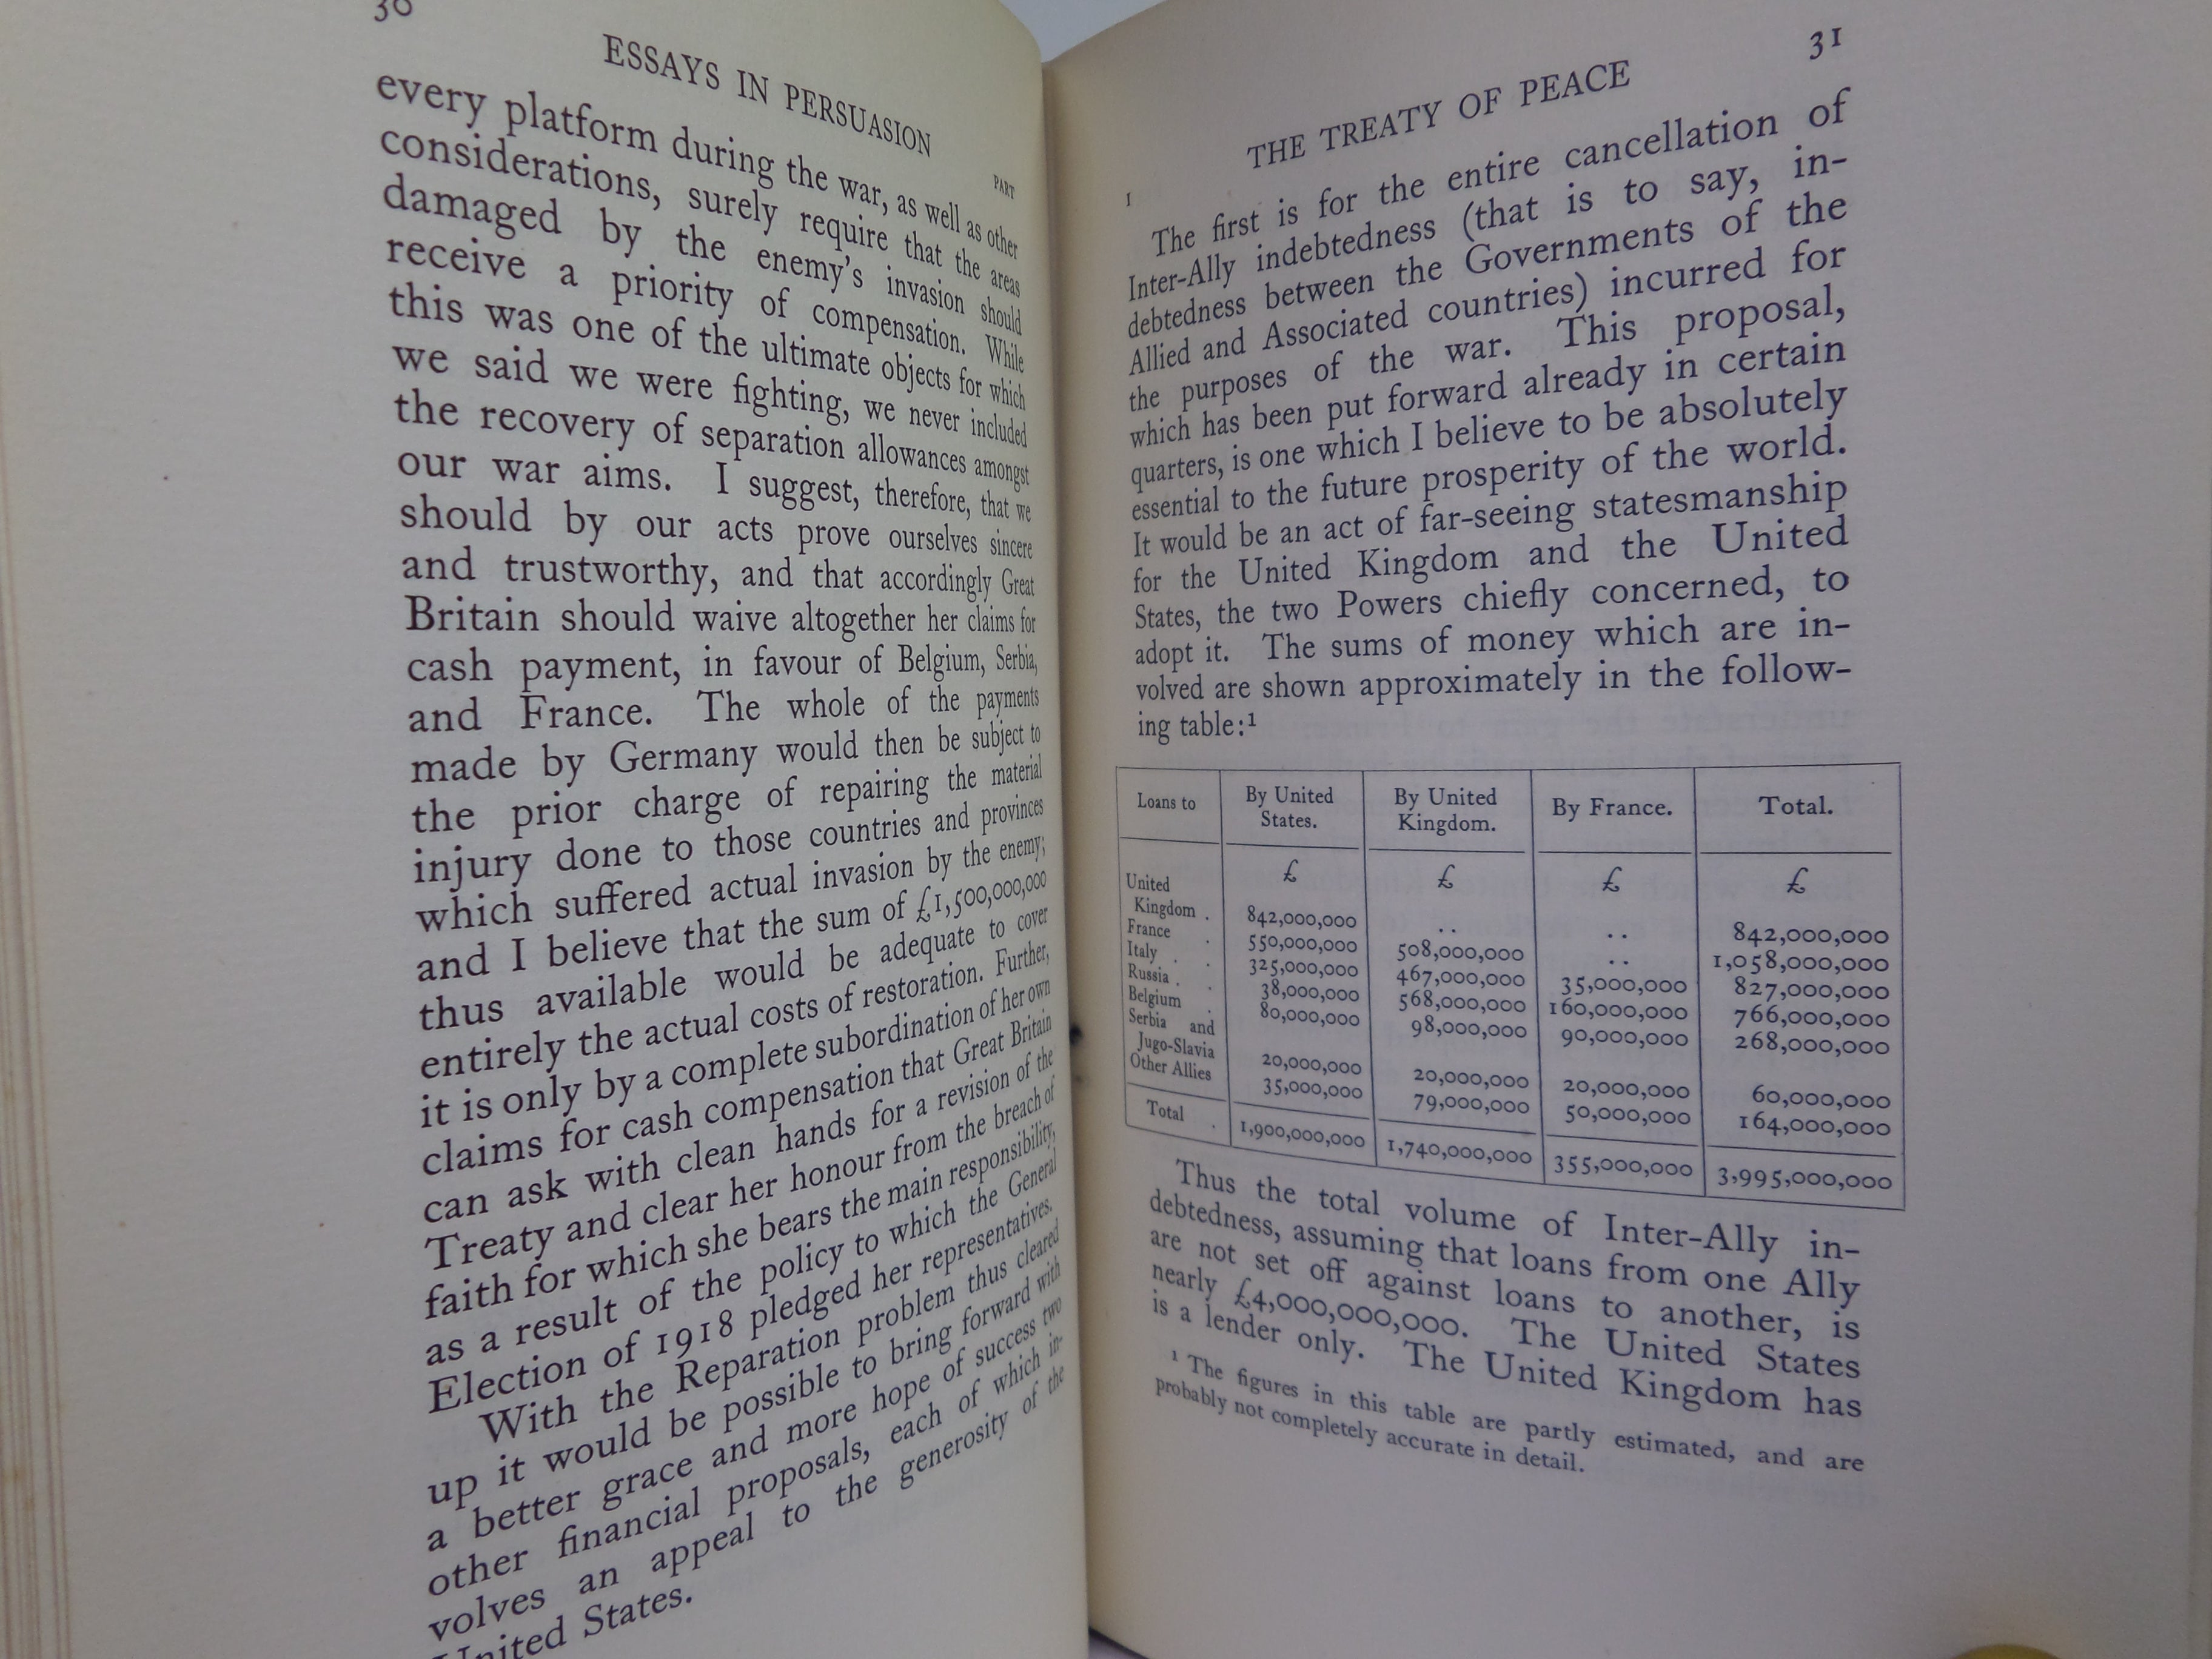 30
ESSAYS IN PERSUASION
PART
every platform during the war, as well as other
considerations, surely require that the areas
damaged by the enemy's invasion should
receive a priority of compensation. While
this was one of the ultimate objects for which
we said we were fighting, we never included
the recovery of separation allowances amongst
our war aims. I suggest, therefore, that we
should by our acts prove ourselves sincere
and trustworthy, and that accordingly Great
Britain should waive altogether her claims for
cash payment, in favour of Belgium, Serbia,
and France. The whole of the payments
made by Germany would then be subject to
the prior charge of repairing the material
injury done to those countries and provinces
which suffered actual invasion by the enemy;
and I believe that the sum of £1,500,000,000
thus available would be adequate to cover
entirely the actual costs of restoration. Further,
it is only by a complete subordination of her own
claims for cash compensation that Great Britain
can ask with clean hands for a revision of the
Treaty and clear her honour from the breach of
faith for which she bears the main responsibility,
as a result of the policy to which the General
Election of 1918 pledged her representatives.
With the Reparation problem thus cleared
up it would be possible to bring forward with
a better grace and more hope of success two
other financial proposals, each of which in-
volves an appeal to the generosity of the
United States.
31
THE TREATY OF PEACE
I
The first is for the entire cancellation of
Inter-Ally indebtedness (that is to say, in-
debtedness between the Governments of the
Allied and Associated countries) incurred for
the purposes of the war. This proposal,
which has been put forward already in certain
quarters, is one which I believe to be absolutely
essential to the future prosperity of the world.
It would be an act of far-seeing statesmanship
for the United Kingdom and the United
States, the two Powers chiefly concerned, to
adopt it. The sums of money which are in-
volved are shown approximately in the follow-
ing table:¹
Loans to | By United States. | By United Kingdom. | By France. | Total.
£ £ £ £
United
Kingdom . 842,000,000 .. .. 842,000,000
France . 550,000,000 508,000,000 .. 1,058,000,000
Italy . . 325,000,000 467,000,000 35,000,000 827,000,000
Russia . . 38,000,000 568,000,000 160,000,000 766,000,000
Belgium . 80,000,000 98,000,000 90,000,000 268,000,000
Serbia and
Jugo-Slavia 20,000,000 20,000,000 20,000,000 60,000,000
Other Allies 35,000,000 79,000,000 50,000,000 164,000,000
Total . 1,900,000,000 1,740,000,000 355,000,000 3,995,000,000
Thus the total volume of Inter-Ally in-
debtedness, assuming that loans from one Ally
are not set off against loans to another, is
nearly £4,000,000,000. The United States
is a lender only. The United Kingdom has
¹ The figures in this table are partly estimated, and are
probably not completely accurate in detail.